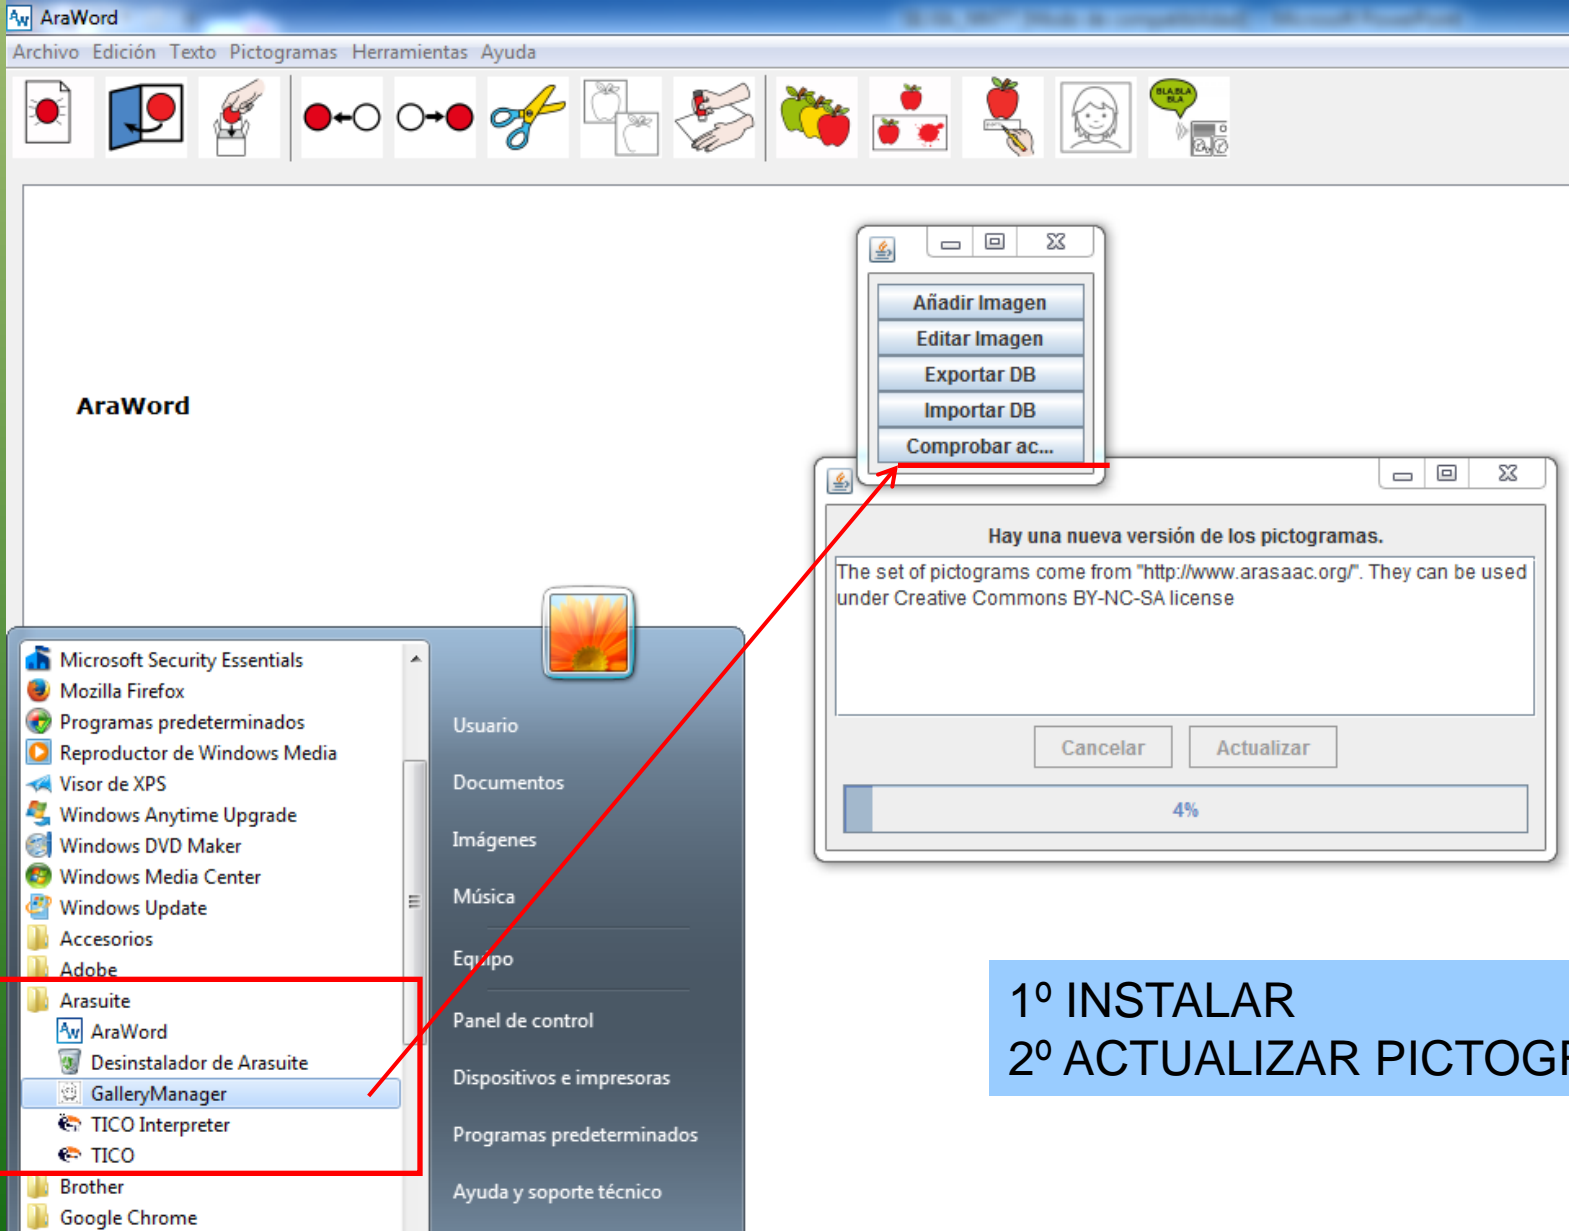 AraWord
Archivo Edición Texto Pictogramas Herramientas Ayuda
BLABLA
BLA
AraWord
Añadir Imagen
Editar Imagen
Exportar DB
Importar DB
Comprobar ac...
Hay una nueva versión de los pictogramas.
The set of pictograms come from "http://www.arasaac.org/". They can be used
under Creative Commons BY-NC-SA license
Cancelar
Actualizar
4%
Microsoft Security Essentials
Mozilla Firefox
Programas predeterminados
Reproductor de Windows Media
Visor de XPS
Windows Anytime Upgrade
Windows DVD Maker
Windows Media Center
Windows Update
Accesorios
Adobe
Arasuite
AraWord
Desinstalador de Arasuite
GalleryManager
TICO Interpreter
TICO
Brother
Google Chrome
Usuario
Documentos
Imágenes
Música
Equipo
Panel de control
Dispositivos e impresoras
Programas predeterminados
Ayuda y soporte técnico
1º INSTALAR
2º ACTUALIZAR PICTOGR